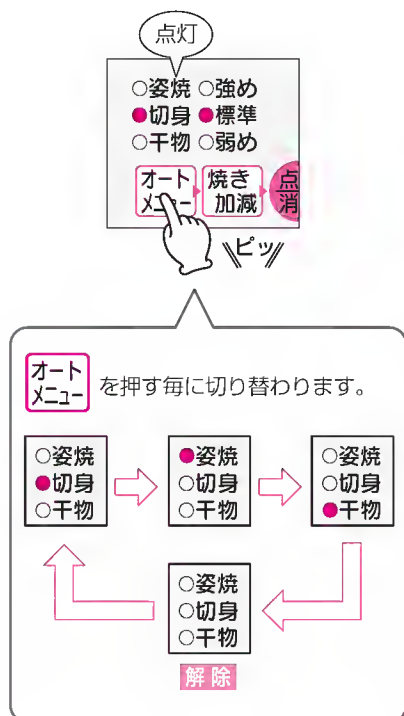 点灯
○姿焼 ○強め
●切身 ●標準
○干物 ○弱め
オート
メニュー
焼き
加減
点
消
ピッ
オート
メニュー
を押す毎に切り替わります。
○姿焼
●切身
○干物
●姿焼
○切身
○干物
○姿焼
○切身
●干物
○姿焼
○切身
○干物
解除